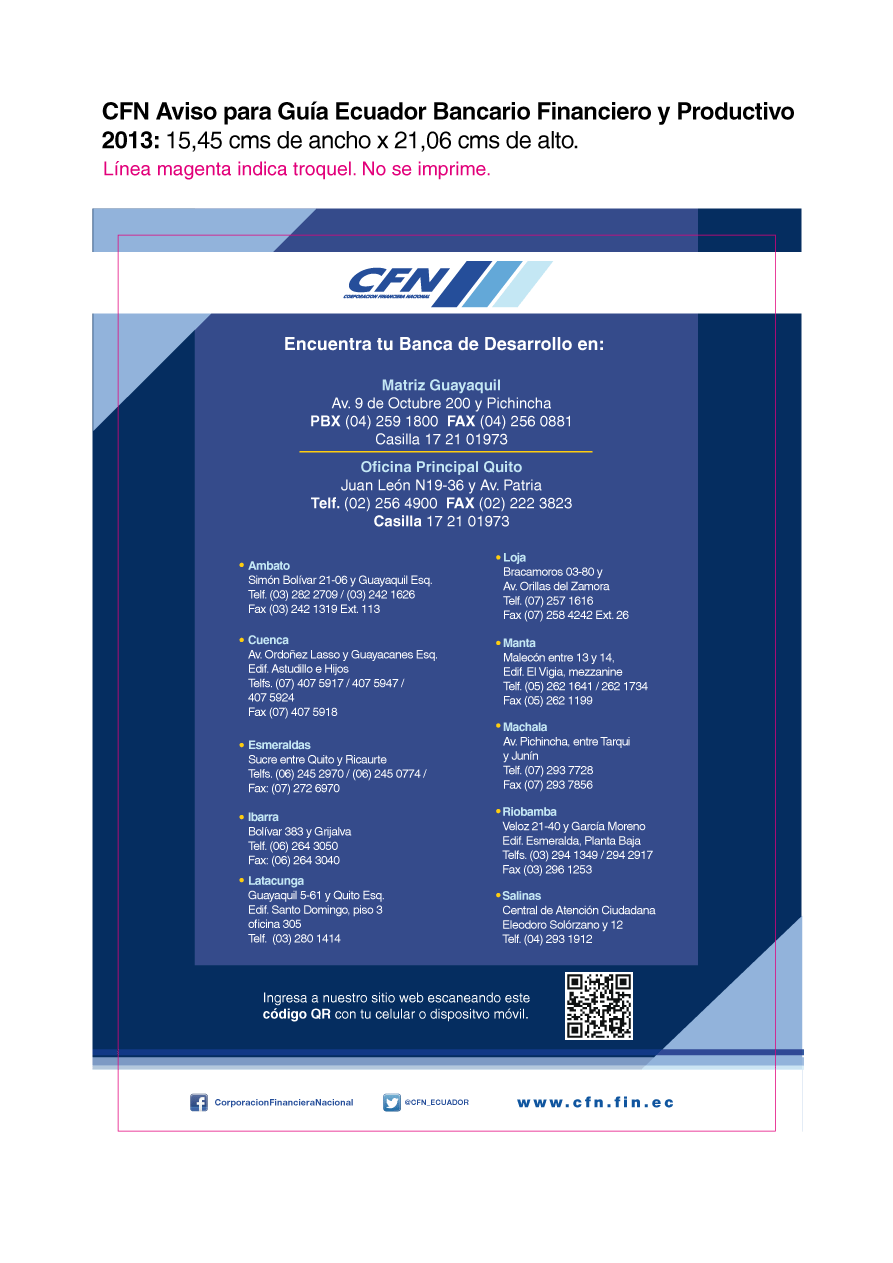 CFN Aviso para Guía Ecuador Bancario Financiero y Productivo
2013: 15,45 cms de ancho x 21,06 cms de alto.
Línea magenta indica troquel. No se imprime.
CFN
CORPORACION FINANCIERA NACIONAL
Encuentra tu Banca de Desarrollo en:
Matriz Guayaquil
Av. 9 de Octubre 200 y Pichincha
PBX (04) 259 1800 FAX (04) 256 0881
Casilla 17 21 01973
Oficina Principal Quito
Juan León N19-36 y Av. Patria
Telf. (02) 256 4900 FAX (02) 222 3823
Casilla 17 21 01973
• Ambato
Simón Bolívar 21-06 y Guayaquil Esq.
Telf. (03) 282 2709 / (03) 242 1626
Fax (03) 242 1319 Ext. 113
• Cuenca
Av. Ordoñez Lasso y Guayacanes Esq.
Edif. Astudillo e Hijos
Telfs. (07) 407 5917 / 407 5947 /
407 5924
Fax (07) 407 5918
• Esmeraldas
Sucre entre Quito y Ricaurte
Telfs. (06) 245 2970 / (06) 245 0774 /
Fax: (07) 272 6970
• Ibarra
Bolívar 383 y Grijalva
Telf. (06) 264 3050
Fax: (06) 264 3040
• Latacunga
Guayaquil 5-61 y Quito Esq.
Edif. Santo Domingo, piso 3
oficina 305
Telf. (03) 280 1414
• Loja
Bracamoros 03-80 y
Av. Orillas del Zamora
Telf. (07) 257 1616
Fax (07) 258 4242 Ext. 26
• Manta
Malecón entre 13 y 14,
Edif. El Vigia, mezzanine
Telf. (05) 262 1641 / 262 1734
Fax (05) 262 1199
• Machala
Av. Pichincha, entre Tarqui
y Junín
Telf. (07) 293 7728
Fax (07) 293 7856
• Riobamba
Veloz 21-40 y García Moreno
Edif. Esmeralda, Planta Baja
Telfs. (03) 294 1349 / 294 2917
Fax (03) 296 1253
• Salinas
Central de Atención Ciudadana
Eleodoro Solórzano y 12
Telf. (04) 293 1912
Ingresa a nuestro sitio web escaneando este
código QR con tu celular o dispositvo móvil.
CorporacionFinancieraNacional
@CFN_ECUADOR
www.cfn.fin.ec